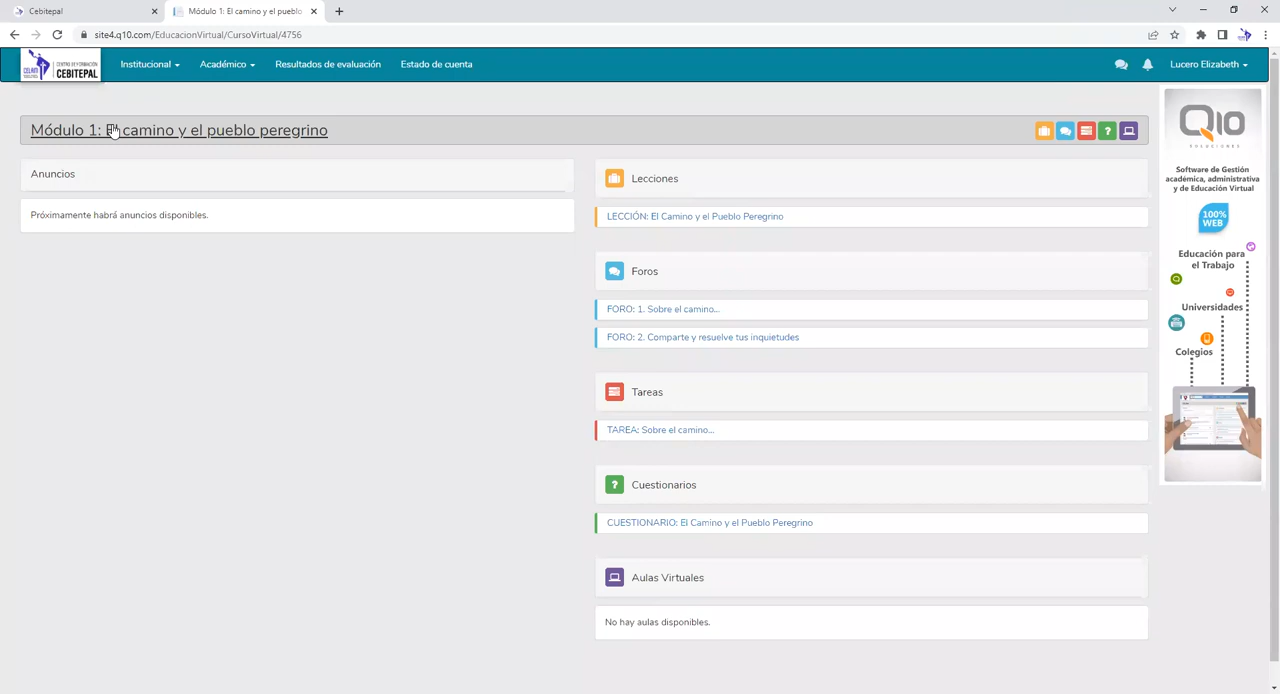 Cebitepal
Módulo 1: El camino y el pueblo
site4.q10.com/EducacionVirtual/CursoVirtual/4756
CELAM
CENTRO DE FORMACIÓN
CEBITEPAL
Institucional
Académico
Resultados de evaluación
Estado de cuenta
Lucero Elizabeth
Módulo 1: El camino y el pueblo peregrino
Anuncios
Próximamente habrá anuncios disponibles.
Lecciones
LECCIÓN: El Camino y el Pueblo Peregrino
Foros
FORO: 1. Sobre el camino...
FORO: 2. Comparte y resuelve tus inquietudes
Tareas
TAREA: Sobre el camino...
Cuestionarios
CUESTIONARIO: El Camino y el Pueblo Peregrino
Aulas Virtuales
No hay aulas disponibles.
Q10
SOLUCIONES
Software de Gestión
académica, administrativa
y de Educación Virtual
100%
WEB
Educación para
el Trabajo
Universidades
Colegios